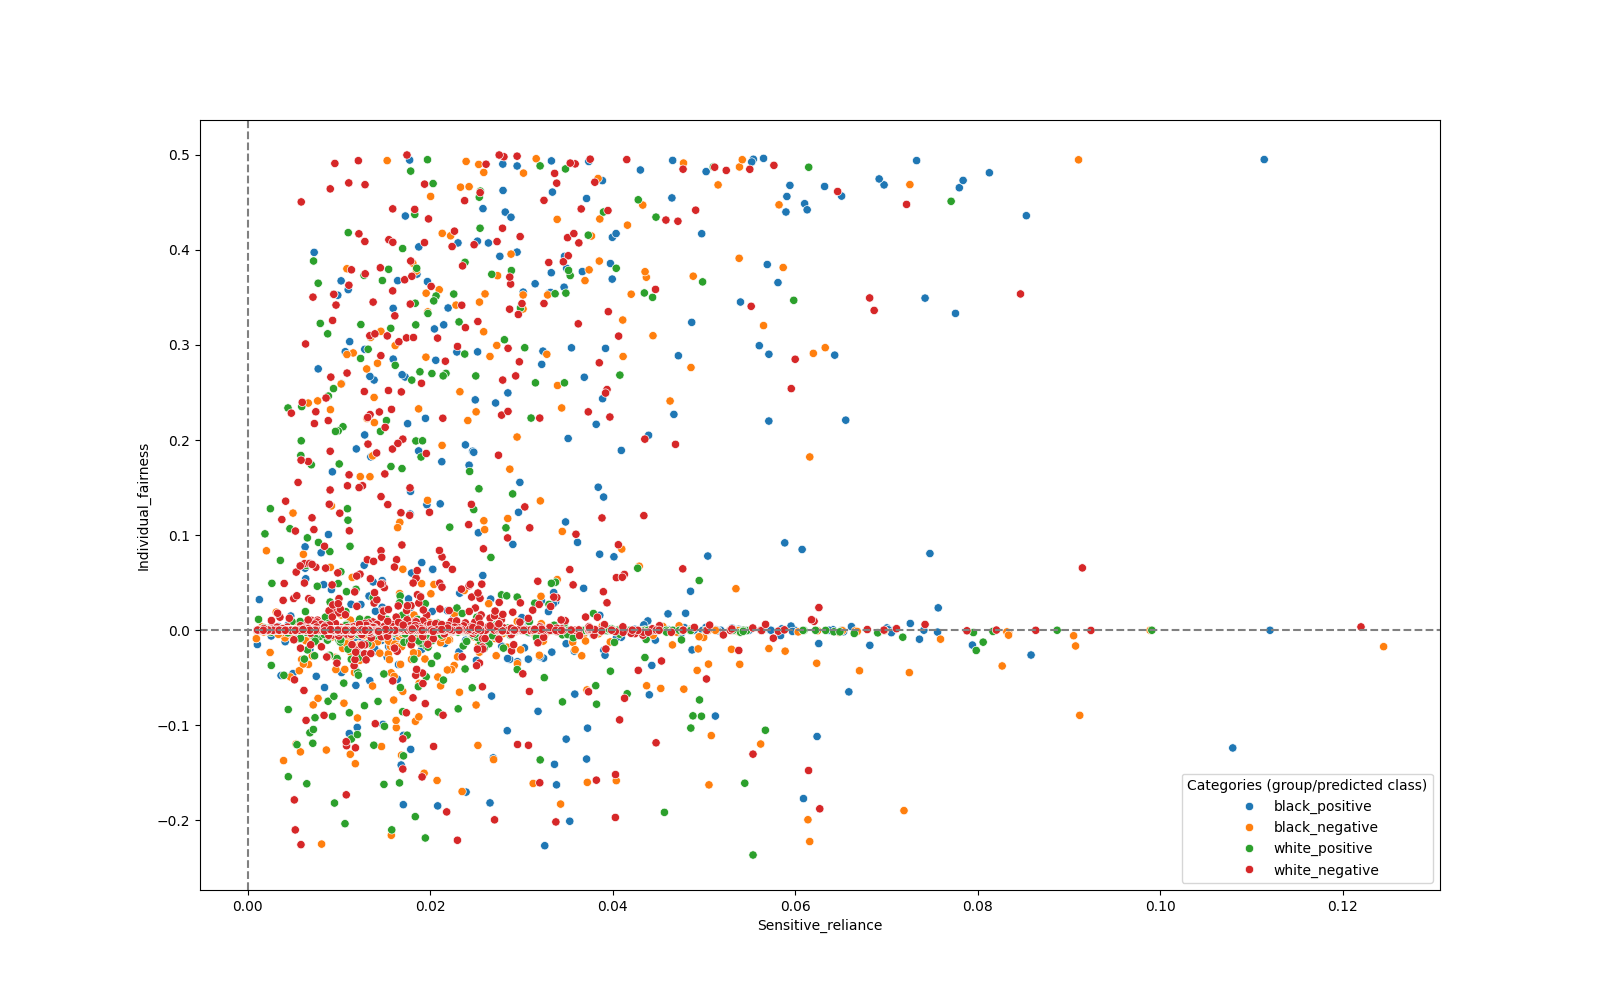 0.5
0.4
0.3
0.2
0.1
0.0
−0.1
−0.2
Individual_fairness
0.00 0.02 0.04 0.06 0.08 0.10 0.12
Sensitive_reliance
Categories (group/predicted class)
black_positive
black_negative
white_positive
white_negative